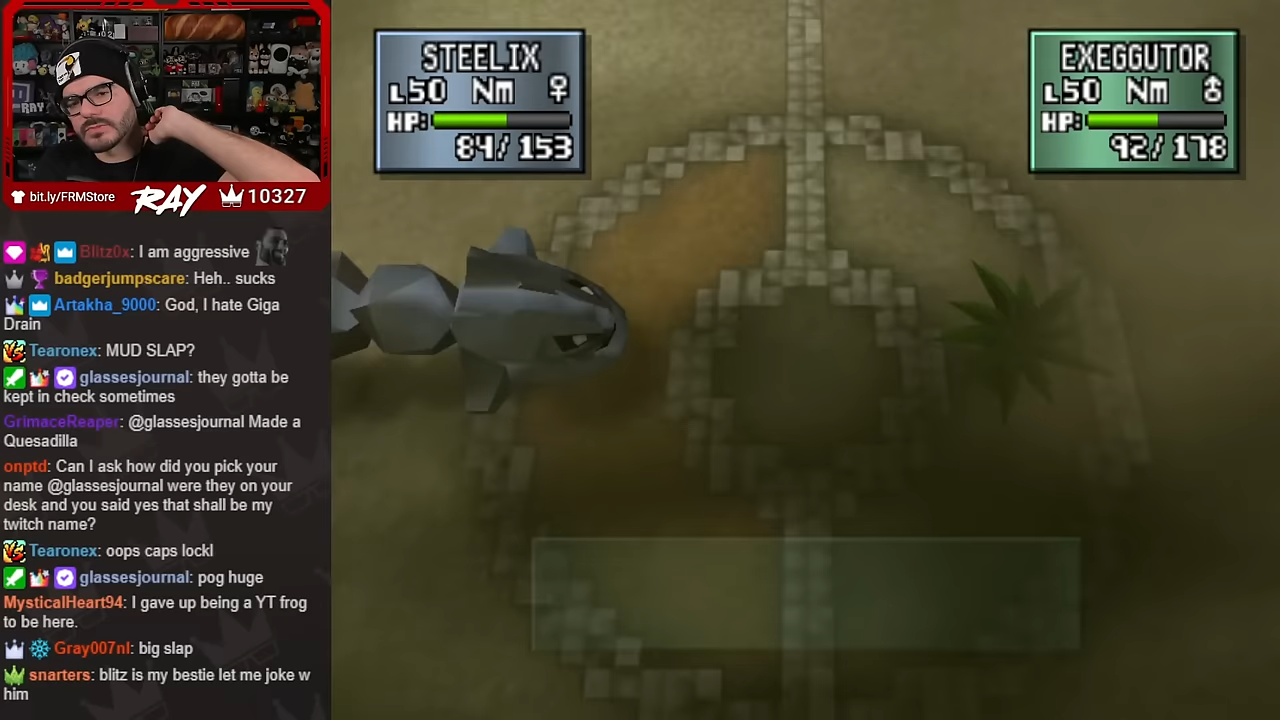 STEELIX
L50 Nm ♀
HP:
84/153
EXEGGUTOR
L50 Nm ♂
HP:
92/178
bit.ly/FRMStore
RAY
10327
Blitz0x: I am aggressive
badgerjumpscare: Heh.. sucks
Artakha_9000: God, I hate Giga
Drain
Tearonex: MUD SLAP?
glassesjournal: they gotta be
kept in check sometimes
GrimaceReaper: @glassesjournal Made a
Quesadilla
onptd: Can I ask how did you pick your
name @glassesjournal were they on your
desk and you said yes that shall be my
twitch name?
Tearonex: oops caps lockl
glassesjournal: pog huge
MysticalHeart94: I gave up being a YT frog
to be here.
Gray007nl: big slap
snarters: blitz is my bestie let me joke w
him